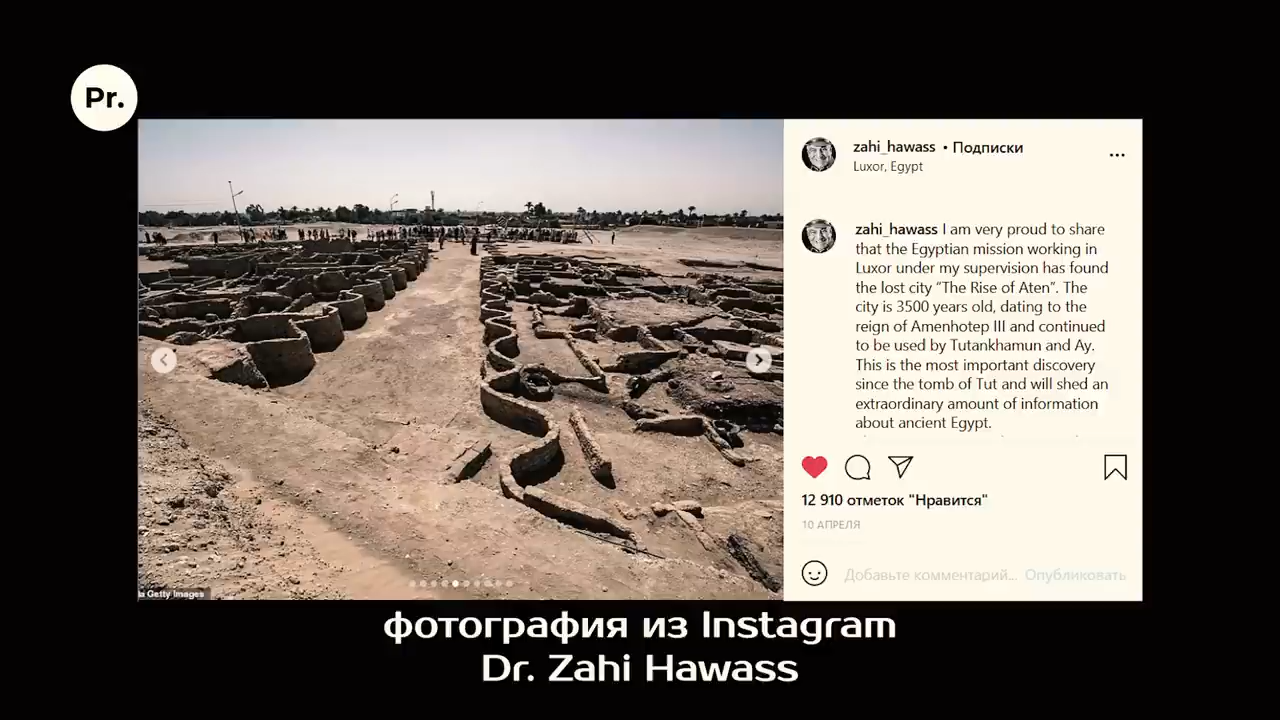 Pr.
zahi_hawass • Подписки
Luxor, Egypt
zahi_hawass I am very proud to share
that the Egyptian mission working in
Luxor under my supervision has found
the lost city “The Rise of Aten”. The
city is 3500 years old, dating to the
reign of Amenhotep III and continued
to be used by Tutankhamun and Ay.
This is the most important discovery
since the tomb of Tut and will shed an
extraordinary amount of information
about ancient Egypt.
12 910 отметок "Нравится"
10 АПРЕЛЯ
Добавьте комментарий... Опубликовать
a Getty Images
фотография из Instagram
Dr. Zahi Hawass